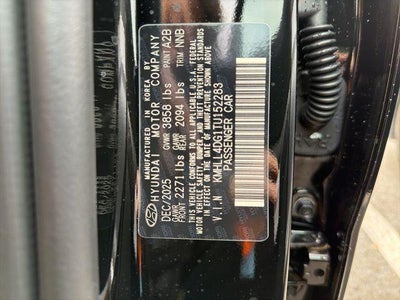 MANUFACTURED IN KOREA BY
HYUNDAI MOTOR COMPANY
DEC/2025 GVWR 3858 lbs PAINT A2B
GAWR FRONT 2271 lbs GAWR REAR 2094 lbs TRIM NNB
THIS VEHICLE CONFORMS TO ALL APPLICABLE U.S.A. FEDERAL
MOTOR VEHICLE SAFETY, BUMPER, AND THEFT PREVENTION STANDARDS
IN EFFECT ON THE DATE OF MANUFACTURE SHOWN ABOVE.
V.I.N KMHLL4DG1TU152283
PASSENGER CAR